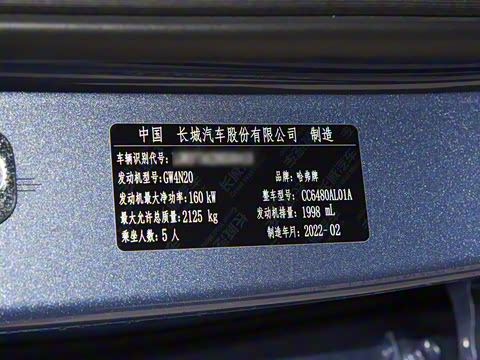 中国 长城汽车股份有限公司 制造
车辆识别代号:
发动机型号:GW4N20 品牌:哈弗牌
发动机最大净功率:160 kW 整车型号:CC6480AL01A
最大允许总质量:2125 kg 发动机排量:1998 mL
乘坐人数:5 人 制造年月:2022-02